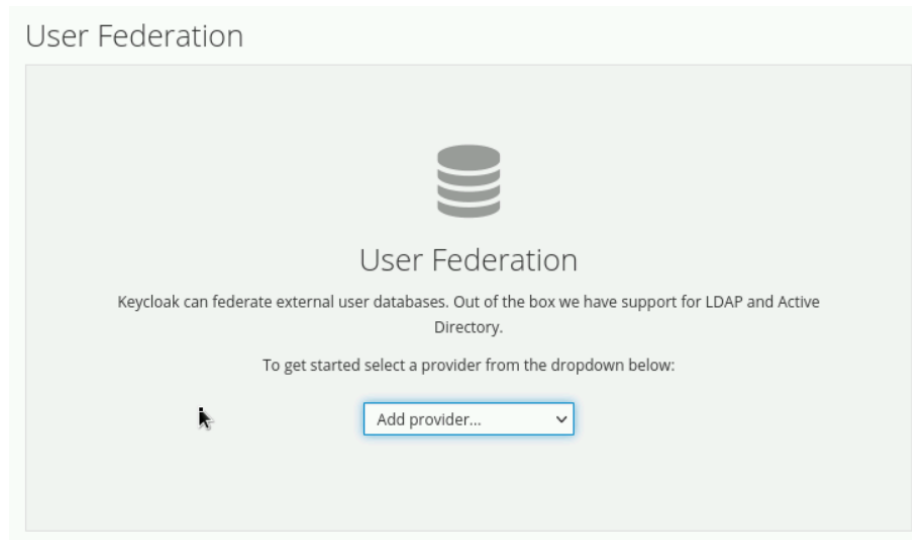 User Federation
User Federation
Keycloak can federate external user databases. Out of the box we have support for LDAP and Active
Directory.
To get started select a provider from the dropdown below:
Add provider...